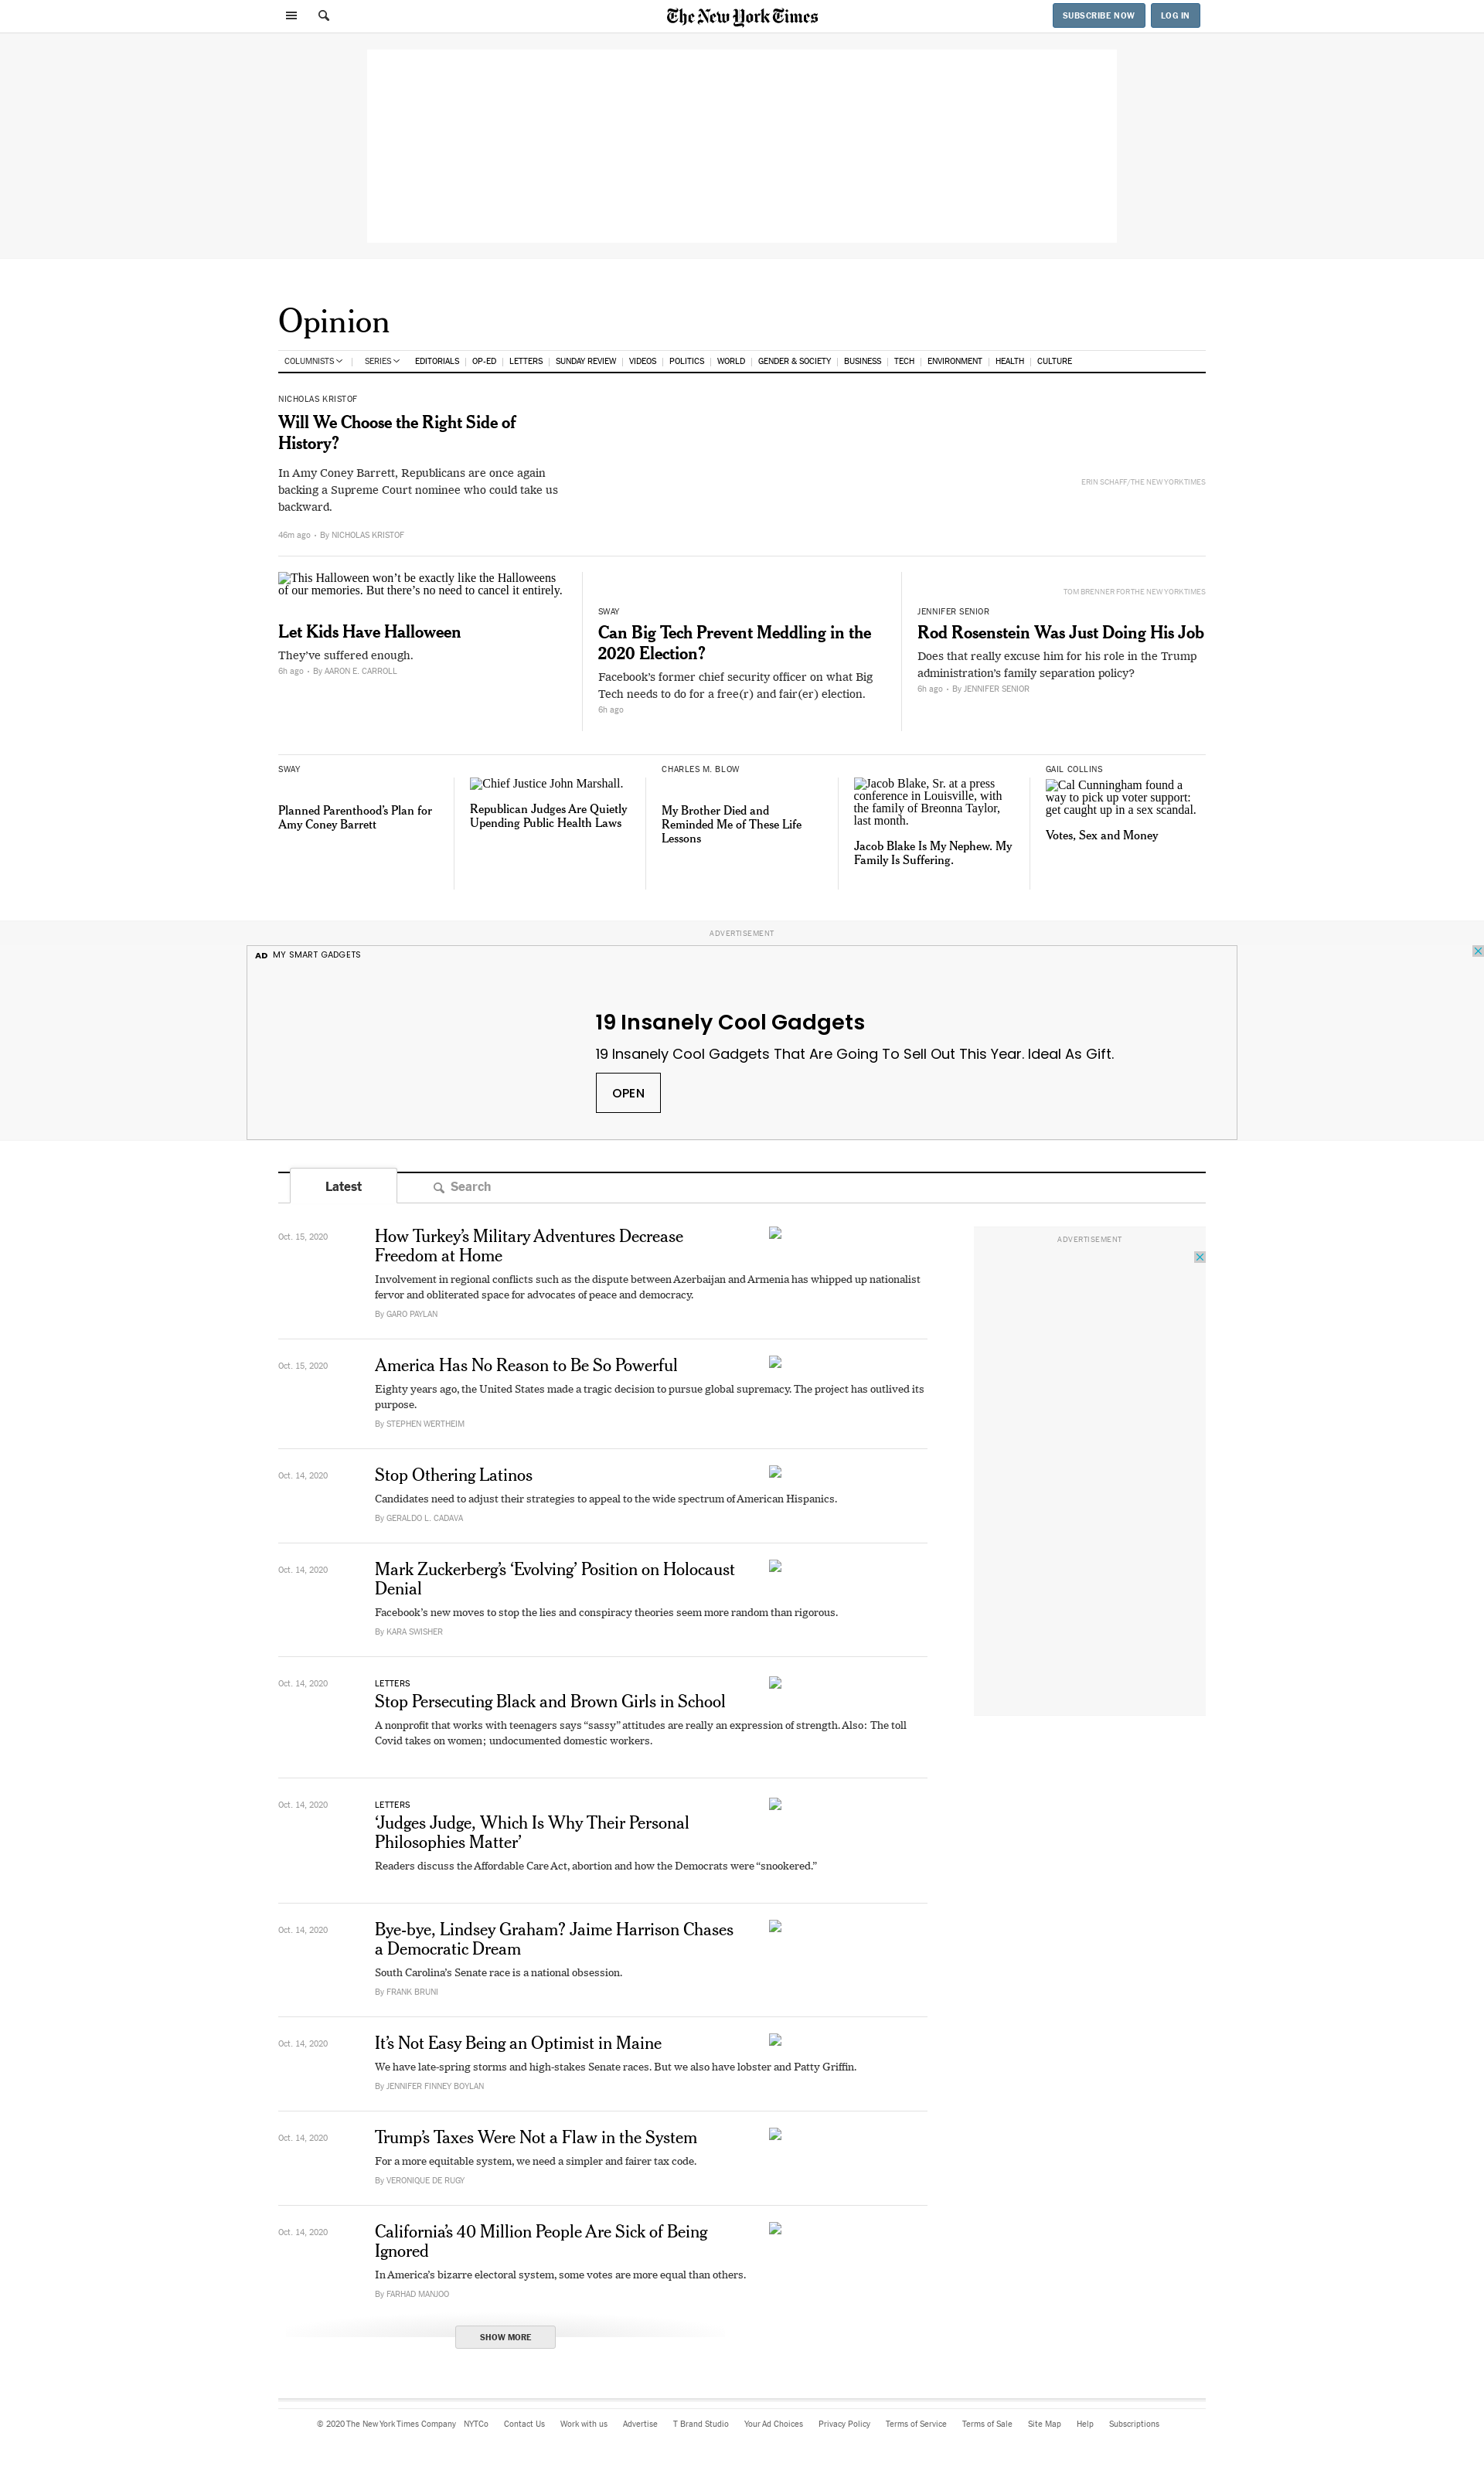 The New York Times
SUBSCRIBE NOW
LOG IN
Opinion
COLUMNISTS
SERIES
EDITORIALS
OP-ED
LETTERS
SUNDAY REVIEW
VIDEOS
POLITICS
WORLD
GENDER & SOCIETY
BUSINESS
TECH
ENVIRONMENT
HEALTH
CULTURE
NICHOLAS KRISTOF
Will We Choose the Right Side of
History?
In Amy Coney Barrett, Republicans are once again
backing a Supreme Court nominee who could take us
backward.
46m ago • By NICHOLAS KRISTOF
ERIN SCHAFF/THE NEW YORK TIMES
This Halloween won’t be exactly like the Halloweens
of our memories. But there’s no need to cancel it entirely.
Let Kids Have Halloween
They’ve suffered enough.
6h ago • By AARON E. CARROLL
SWAY
Can Big Tech Prevent Meddling in the
2020 Election?
Facebook’s former chief security officer on what Big
Tech needs to do for a free(r) and fair(er) election.
6h ago
TOM BRENNER FOR THE NEW YORK TIMES
JENNIFER SENIOR
Rod Rosenstein Was Just Doing His Job
Does that really excuse him for his role in the Trump
administration’s family separation policy?
6h ago • By JENNIFER SENIOR
SWAY
Planned Parenthood’s Plan for
Amy Coney Barrett
Chief Justice John Marshall.
Republican Judges Are Quietly
Upending Public Health Laws
CHARLES M. BLOW
My Brother Died and
Reminded Me of These Life
Lessons
Jacob Blake, Sr. at a press
conference in Louisville, with
the family of Breonna Taylor,
last month.
Jacob Blake Is My Nephew. My
Family Is Suffering.
GAIL COLLINS
Cal Cunningham found a
way to pick up voter support:
get caught up in a sex scandal.
Votes, Sex and Money
ADVERTISEMENT
AD MY SMART GADGETS
19 Insanely Cool Gadgets
19 Insanely Cool Gadgets That Are Going To Sell Out This Year. Ideal As Gift.
OPEN
Latest
Search
ADVERTISEMENT
Oct. 15, 2020
How Turkey’s Military Adventures Decrease
Freedom at Home
Involvement in regional conflicts such as the dispute between Azerbaijan and Armenia has whipped up nationalist
fervor and obliterated space for advocates of peace and democracy.
By GARO PAYLAN
Oct. 15, 2020
America Has No Reason to Be So Powerful
Eighty years ago, the United States made a tragic decision to pursue global supremacy. The project has outlived its
purpose.
By STEPHEN WERTHEIM
Oct. 14, 2020
Stop Othering Latinos
Candidates need to adjust their strategies to appeal to the wide spectrum of American Hispanics.
By GERALDO L. CADAVA
Oct. 14, 2020
Mark Zuckerberg’s ‘Evolving’ Position on Holocaust
Denial
Facebook’s new moves to stop the lies and conspiracy theories seem more random than rigorous.
By KARA SWISHER
Oct. 14, 2020
LETTERS
Stop Persecuting Black and Brown Girls in School
A nonprofit that works with teenagers says “sassy” attitudes are really an expression of strength. Also: The toll
Covid takes on women; undocumented domestic workers.
Oct. 14, 2020
LETTERS
‘Judges Judge, Which Is Why Their Personal
Philosophies Matter’
Readers discuss the Affordable Care Act, abortion and how the Democrats were “snookered.”
Oct. 14, 2020
Bye-bye, Lindsey Graham? Jaime Harrison Chases
a Democratic Dream
South Carolina’s Senate race is a national obsession.
By FRANK BRUNI
Oct. 14, 2020
It’s Not Easy Being an Optimist in Maine
We have late-spring storms and high-stakes Senate races. But we also have lobster and Patty Griffin.
By JENNIFER FINNEY BOYLAN
Oct. 14, 2020
Trump’s Taxes Were Not a Flaw in the System
For a more equitable system, we need a simpler and fairer tax code.
By VERONIQUE DE RUGY
Oct. 14, 2020
California’s 40 Million People Are Sick of Being
Ignored
In America’s bizarre electoral system, some votes are more equal than others.
By FARHAD MANJOO
SHOW MORE
© 2020 The New York Times Company
NYTCo
Contact Us
Work with us
Advertise
T Brand Studio
Your Ad Choices
Privacy Policy
Terms of Service
Terms of Sale
Site Map
Help
Subscriptions